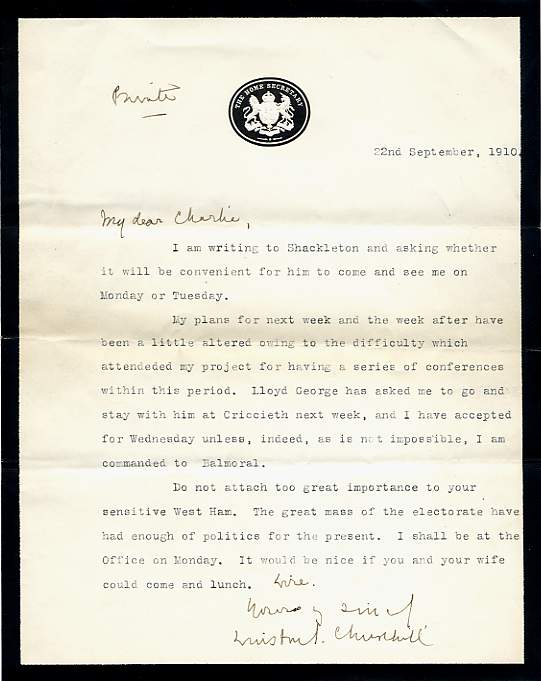 Private
THE HOME SECRETARY
22nd September, 1910.
My dear Charlie,
I am writing to Shackleton and asking whether
it will be convenient for him to come and see me on
Monday or Tuesday.
My plans for next week and the week after have
been a little altered owing to the difficulty which
attendeded my project for having a series of conferences
within this period. Lloyd George has asked me to go and
stay with him at Criccieth next week, and I have accepted
for Wednesday unless, indeed, as is not impossible, I am
commanded to Balmoral.
Do not attach too great importance to your
sensitive West Ham. The great mass of the electorate have
had enough of politics for the present. I shall be at the
Office on Monday. It would be nice if you and your wife
could come and lunch. Wire.
Yours
Winston S. Churchill